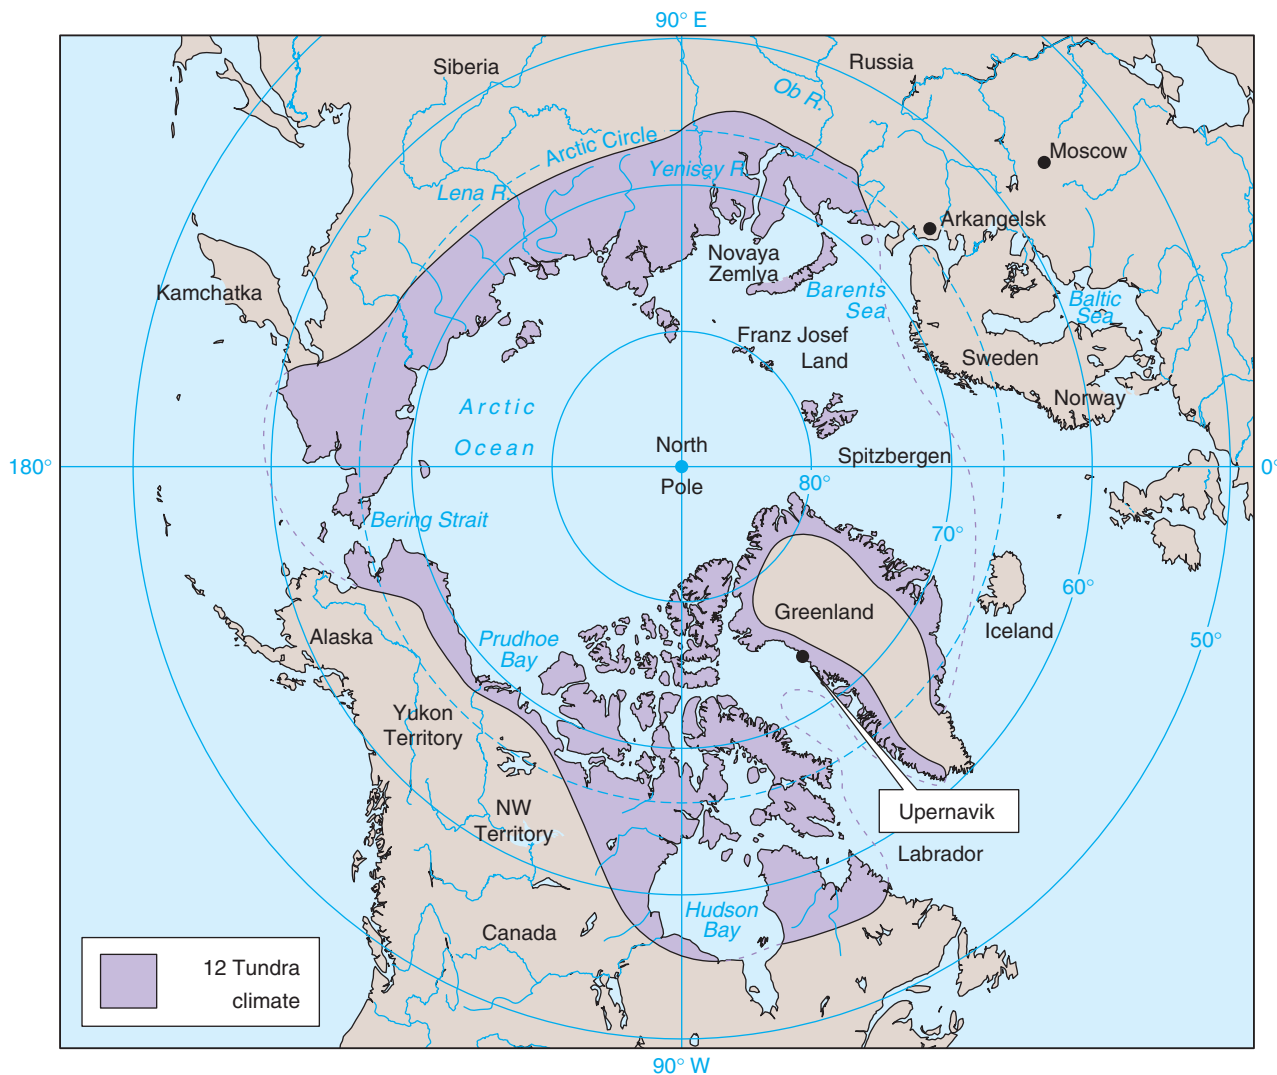 90° E
Siberia
Russia
Ob R.
Arctic Circle
Moscow
Yenisey R.
Lena R.
Arkangelsk
Novaya
Zemlya
Kamchatka
Barents
Sea
Baltic
Sea
Franz Josef
Land
Sweden
Norway
Arctic
Ocean
North
Pole
Spitzbergen
180°
0°
80°
Bering Strait
70°
60°
50°
Greenland
Iceland
Alaska
Prudhoe
Bay
Yukon
Territory
NW
Territory
Upernavik
Labrador
Hudson
Bay
Canada
12 Tundra
climate
90° W